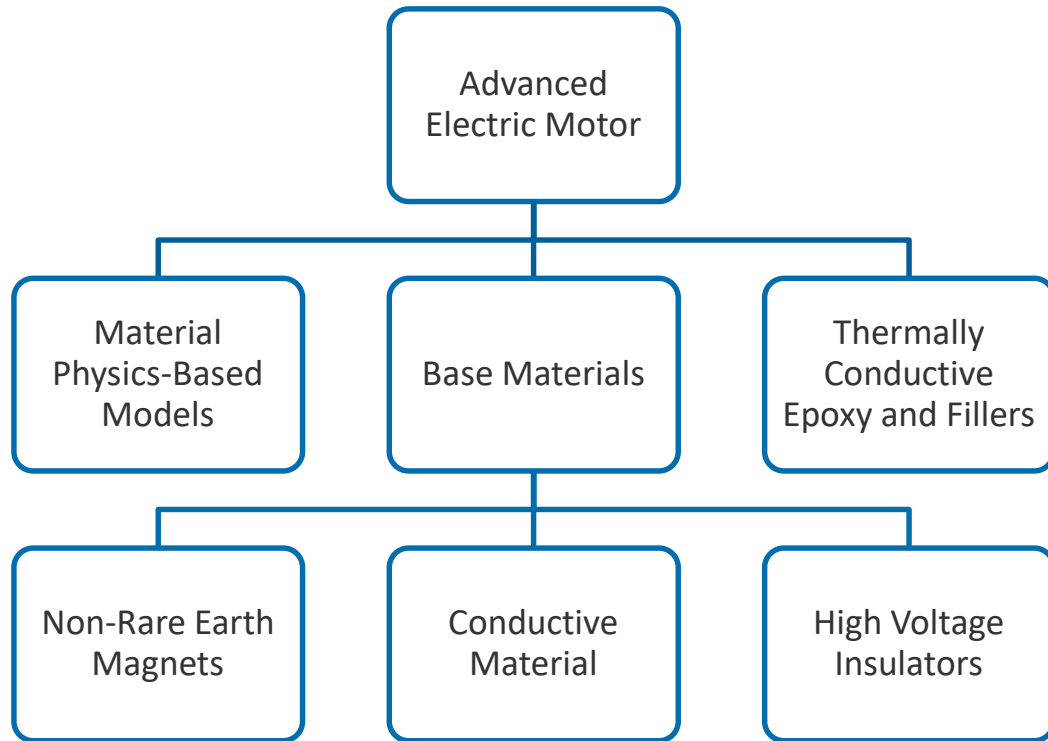 Advanced
Electric Motor
Material
Physics-Based
Models
Base Materials
Thermally
Conductive
Epoxy and Fillers
Non-Rare Earth
Magnets
Conductive
Material
High Voltage
Insulators